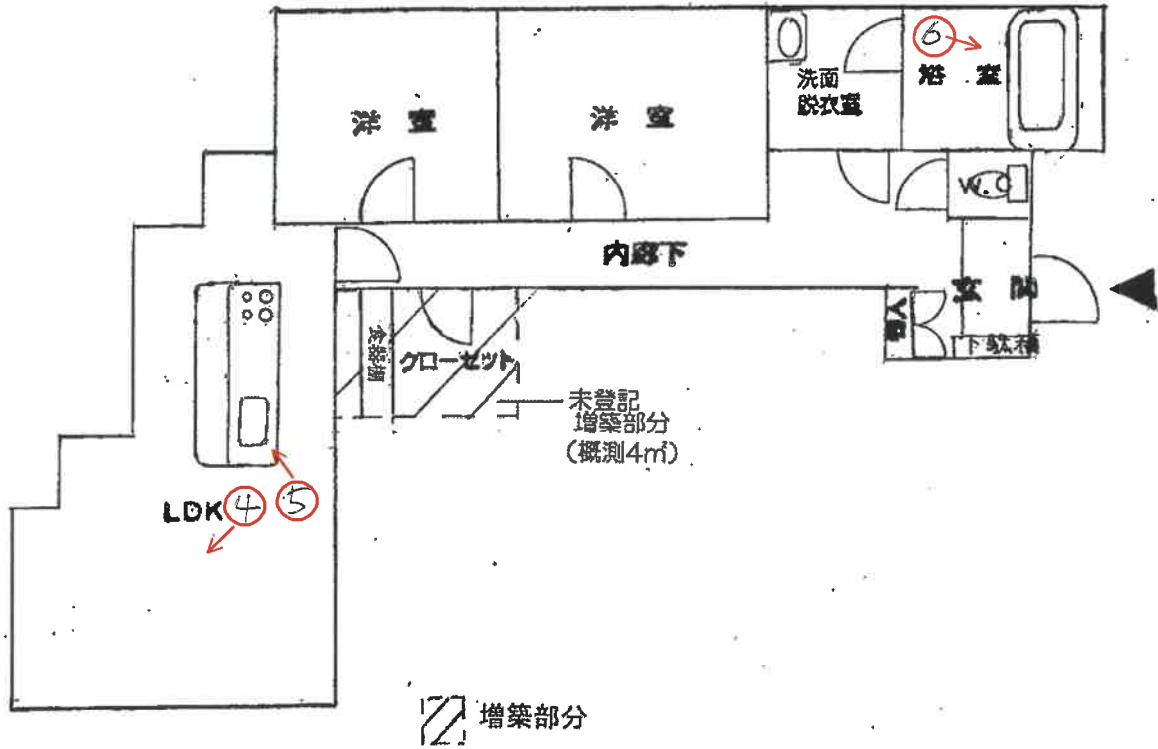 ⑥
浴室
洗面
脱衣室
洋室
洋室
W.C
内廊下
玄関
下駄箱
食器棚
クローゼット
未登記
増築部分
(概測4㎡)
LDK
④
⑤
増築部分